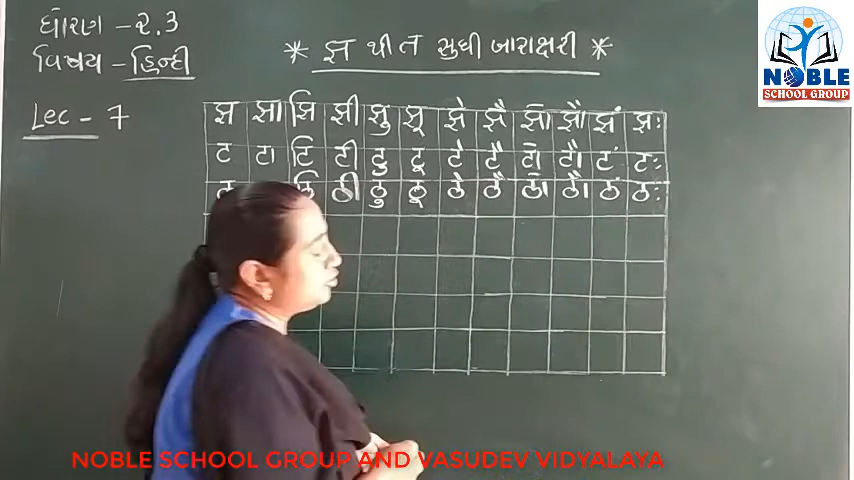 ધોરણ - ૨.3
વિષય - હિન્દી
* ज्ञ થી ત સુધી બારાક્ષરી *
Lec - 7
NOBLE
SCHOOL GROUP
झ झा झि झी झु झू झे झै झो झौ झं झः
ट टा टि टी टु टू टे टै टो टौ टं टः
ठ ठि ठी ठु ठू ठे ठै ठो ठौ ठं ठः
NOBLE SCHOOL GROUP AND VASUDEV VIDYALAYA